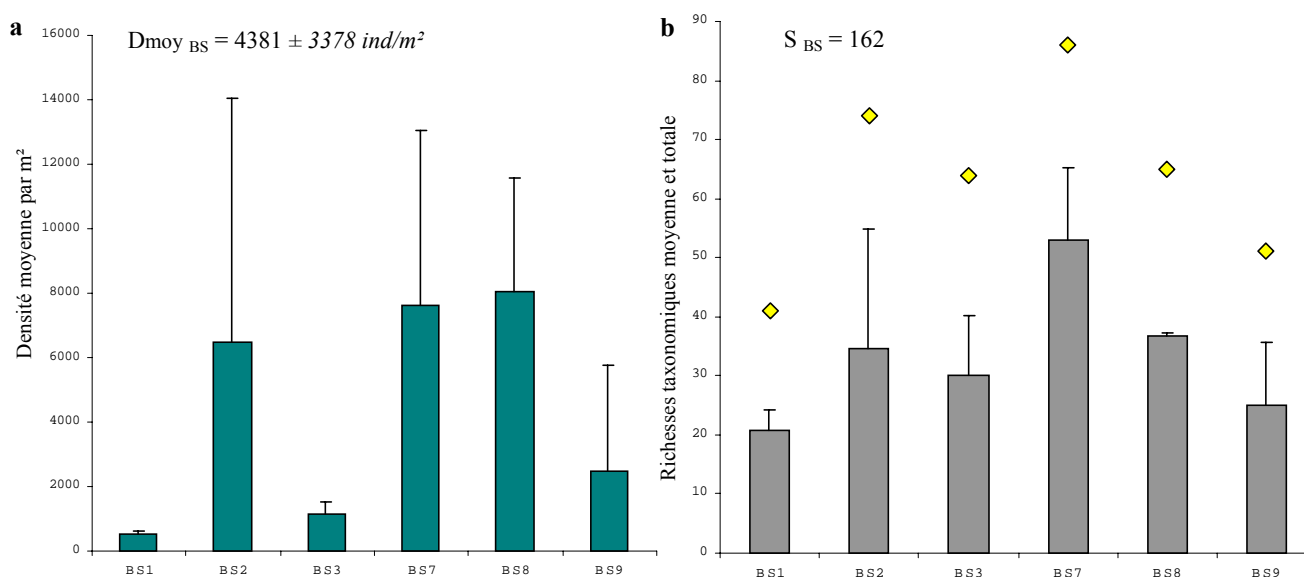 a
Dmoy BS = 4381 ± 3378 ind/m²
Densité moyenne par m²
16000
14000
12000
10000
8000
6000
4000
2000
0
BS1 BS2 BS3 BS7 BS8 BS9
b
S BS = 162
Richesses taxonomiques moyenne et totale
90
80
70
60
50
40
30
20
10
0
BS1 BS2 BS3 BS7 BS8 BS9